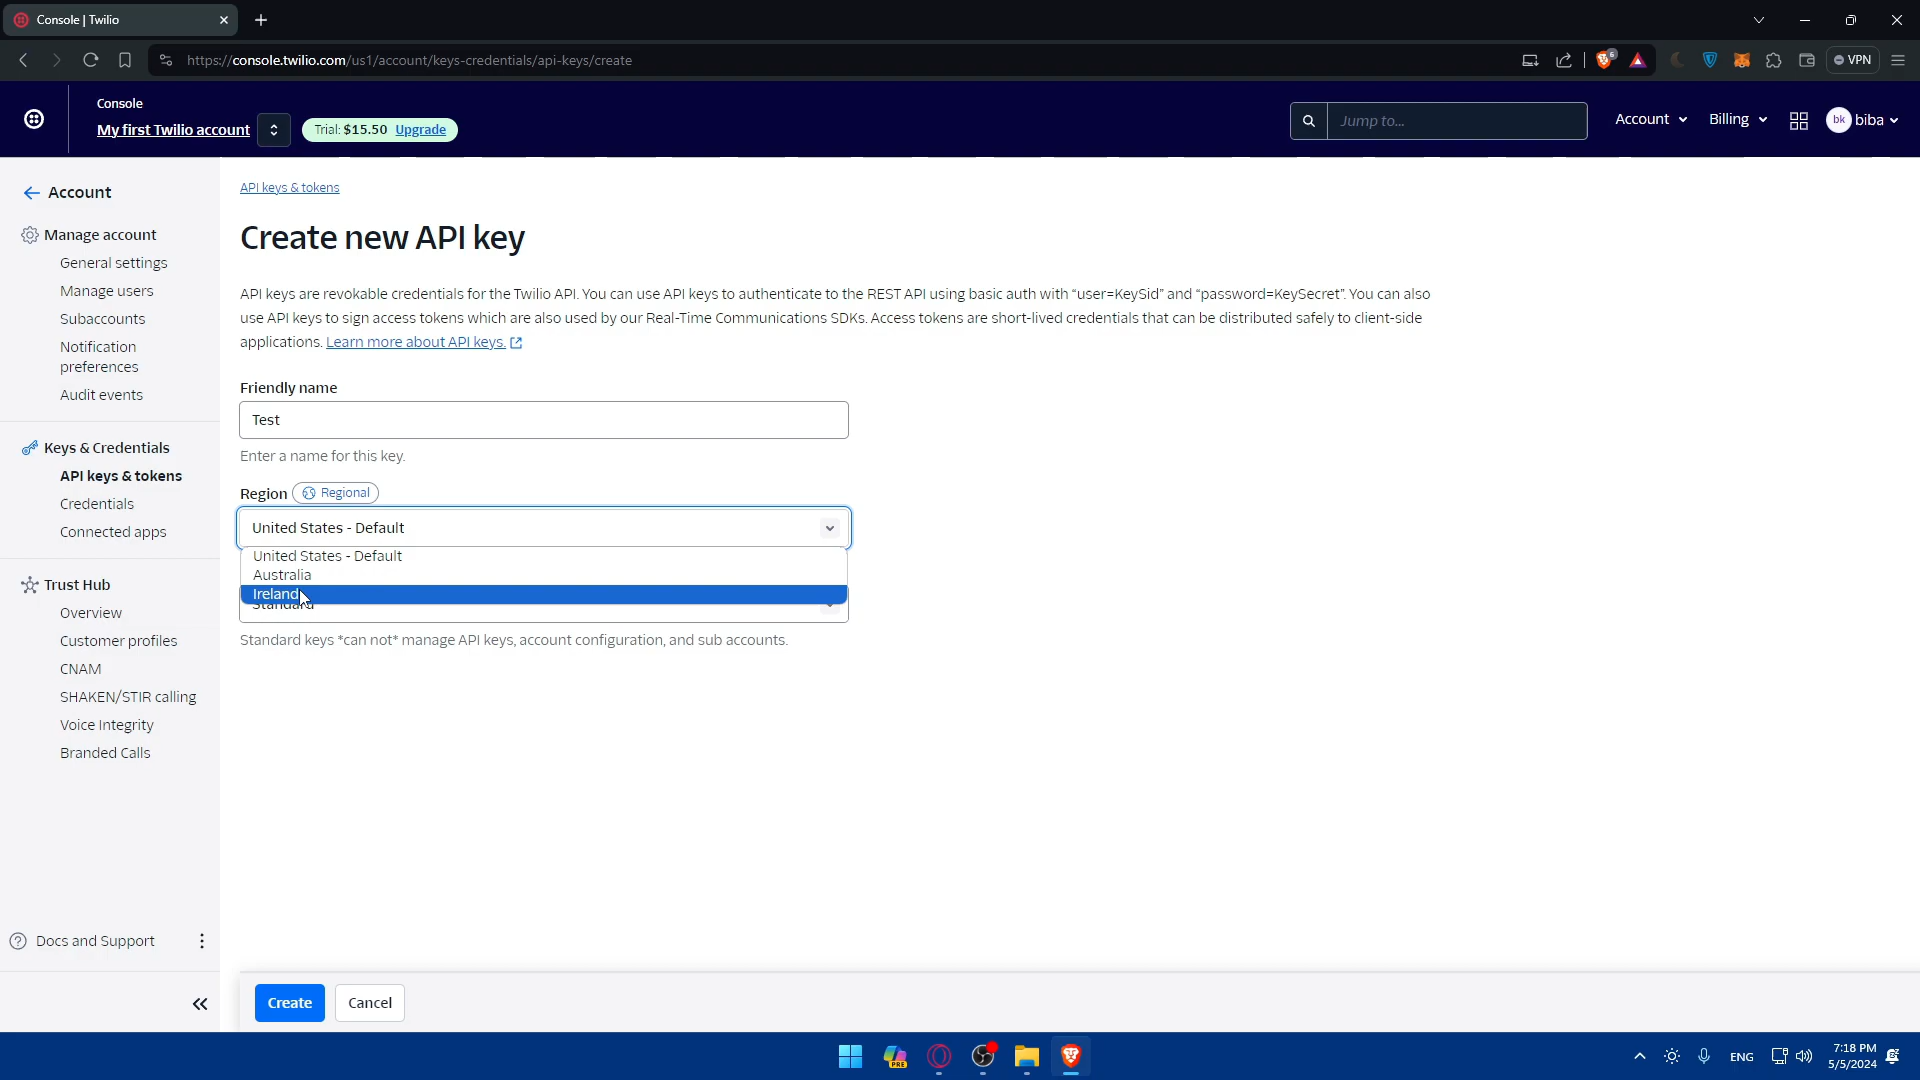 Console | Twilio
https://console.twilio.com/us1/account/keys-credentials/api-keys/create
6
VPN
Console
My first Twilio account
Trial: $15.50 Upgrade
Jump to...
Account
Billing
bk
biba
Account
Manage account
General settings
Manage users
Subaccounts
Notification
preferences
Audit events
Keys & Credentials
API keys & tokens
Credentials
Connected apps
Trust Hub
Overview
Customer profiles
CNAM
SHAKEN/STIR calling
Voice Integrity
Branded Calls
Docs and Support
API keys & tokens
Create new API key
API keys are revokable credentials for the Twilio API. You can use API keys to authenticate to the REST API using basic auth with “user=KeySid” and “password=KeySecret”. You can also
use API keys to sign access tokens which are also used by our Real-Time Communications SDKs. Access tokens are short-lived credentials that can be distributed safely to client-side
applications. Learn more about API keys.
Friendly name
Test
Enter a name for this key.
Region Regional
United States - Default
United States - Default
Australia
Ireland
Standard
Standard keys *can not* manage API keys, account configuration, and sub accounts.
Create
Cancel
PRE
ENG
7:18 PM
5/5/2024